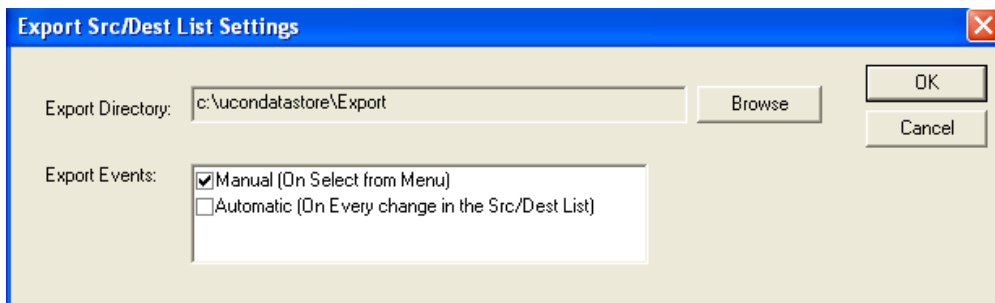 Export Src/Dest List Settings
Export Directory: c:\ucondatastore\Export Browse OK
Cancel
Export Events: Manual (On Select from Menu)
Automatic (On Every change in the Src/Dest List)